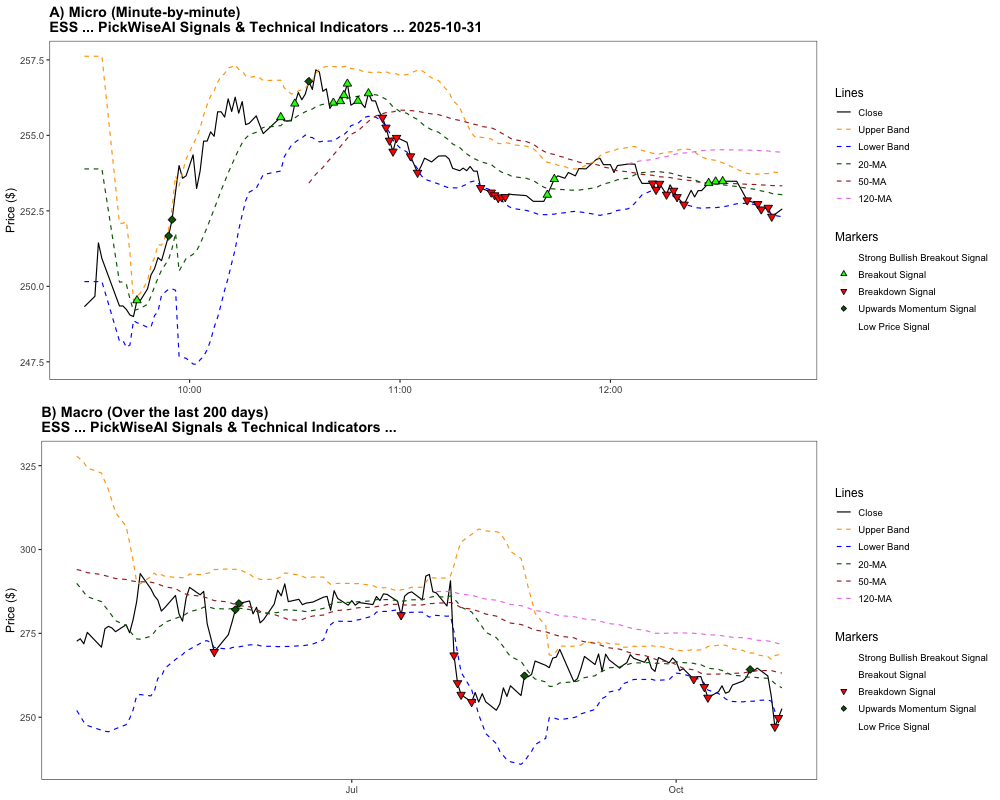 A) Micro (Minute-by-minute)
ESS ... PickWiseAI Signals & Technical Indicators ... 2025-10-31
Price ($)
257.5
255.0
252.5
250.0
247.5
10:00
11:00
12:00
Lines
Close
Upper Band
Lower Band
20-MA
50-MA
120-MA
Markers
Strong Bullish Breakout Signal
Breakout Signal
Breakdown Signal
Upwards Momentum Signal
Low Price Signal
B) Macro (Over the last 200 days)
ESS ... PickWiseAI Signals & Technical Indicators ...
Price ($)
325
300
275
250
Jul
Oct
Lines
Close
Upper Band
Lower Band
20-MA
50-MA
120-MA
Markers
Strong Bullish Breakout Signal
Breakout Signal
Breakdown Signal
Upwards Momentum Signal
Low Price Signal